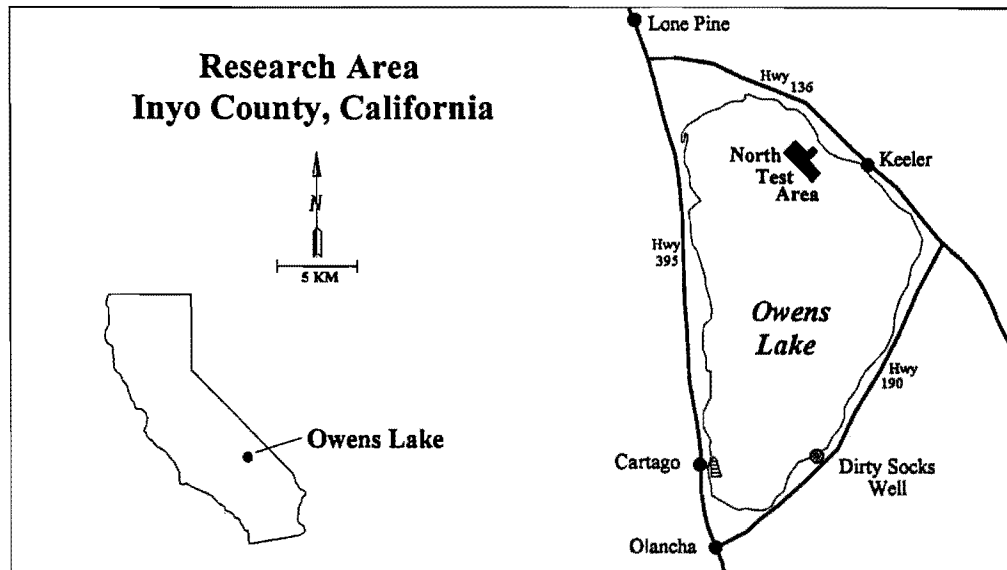 Research Area
Inyo County, California
N
5 KM
Owens Lake
Lone Pine
Hwy
136
North
Test
Area
Keeler
Hwy
395
Owens
Lake
Hwy
190
Cartago
Dirty Socks
Well
Olancha